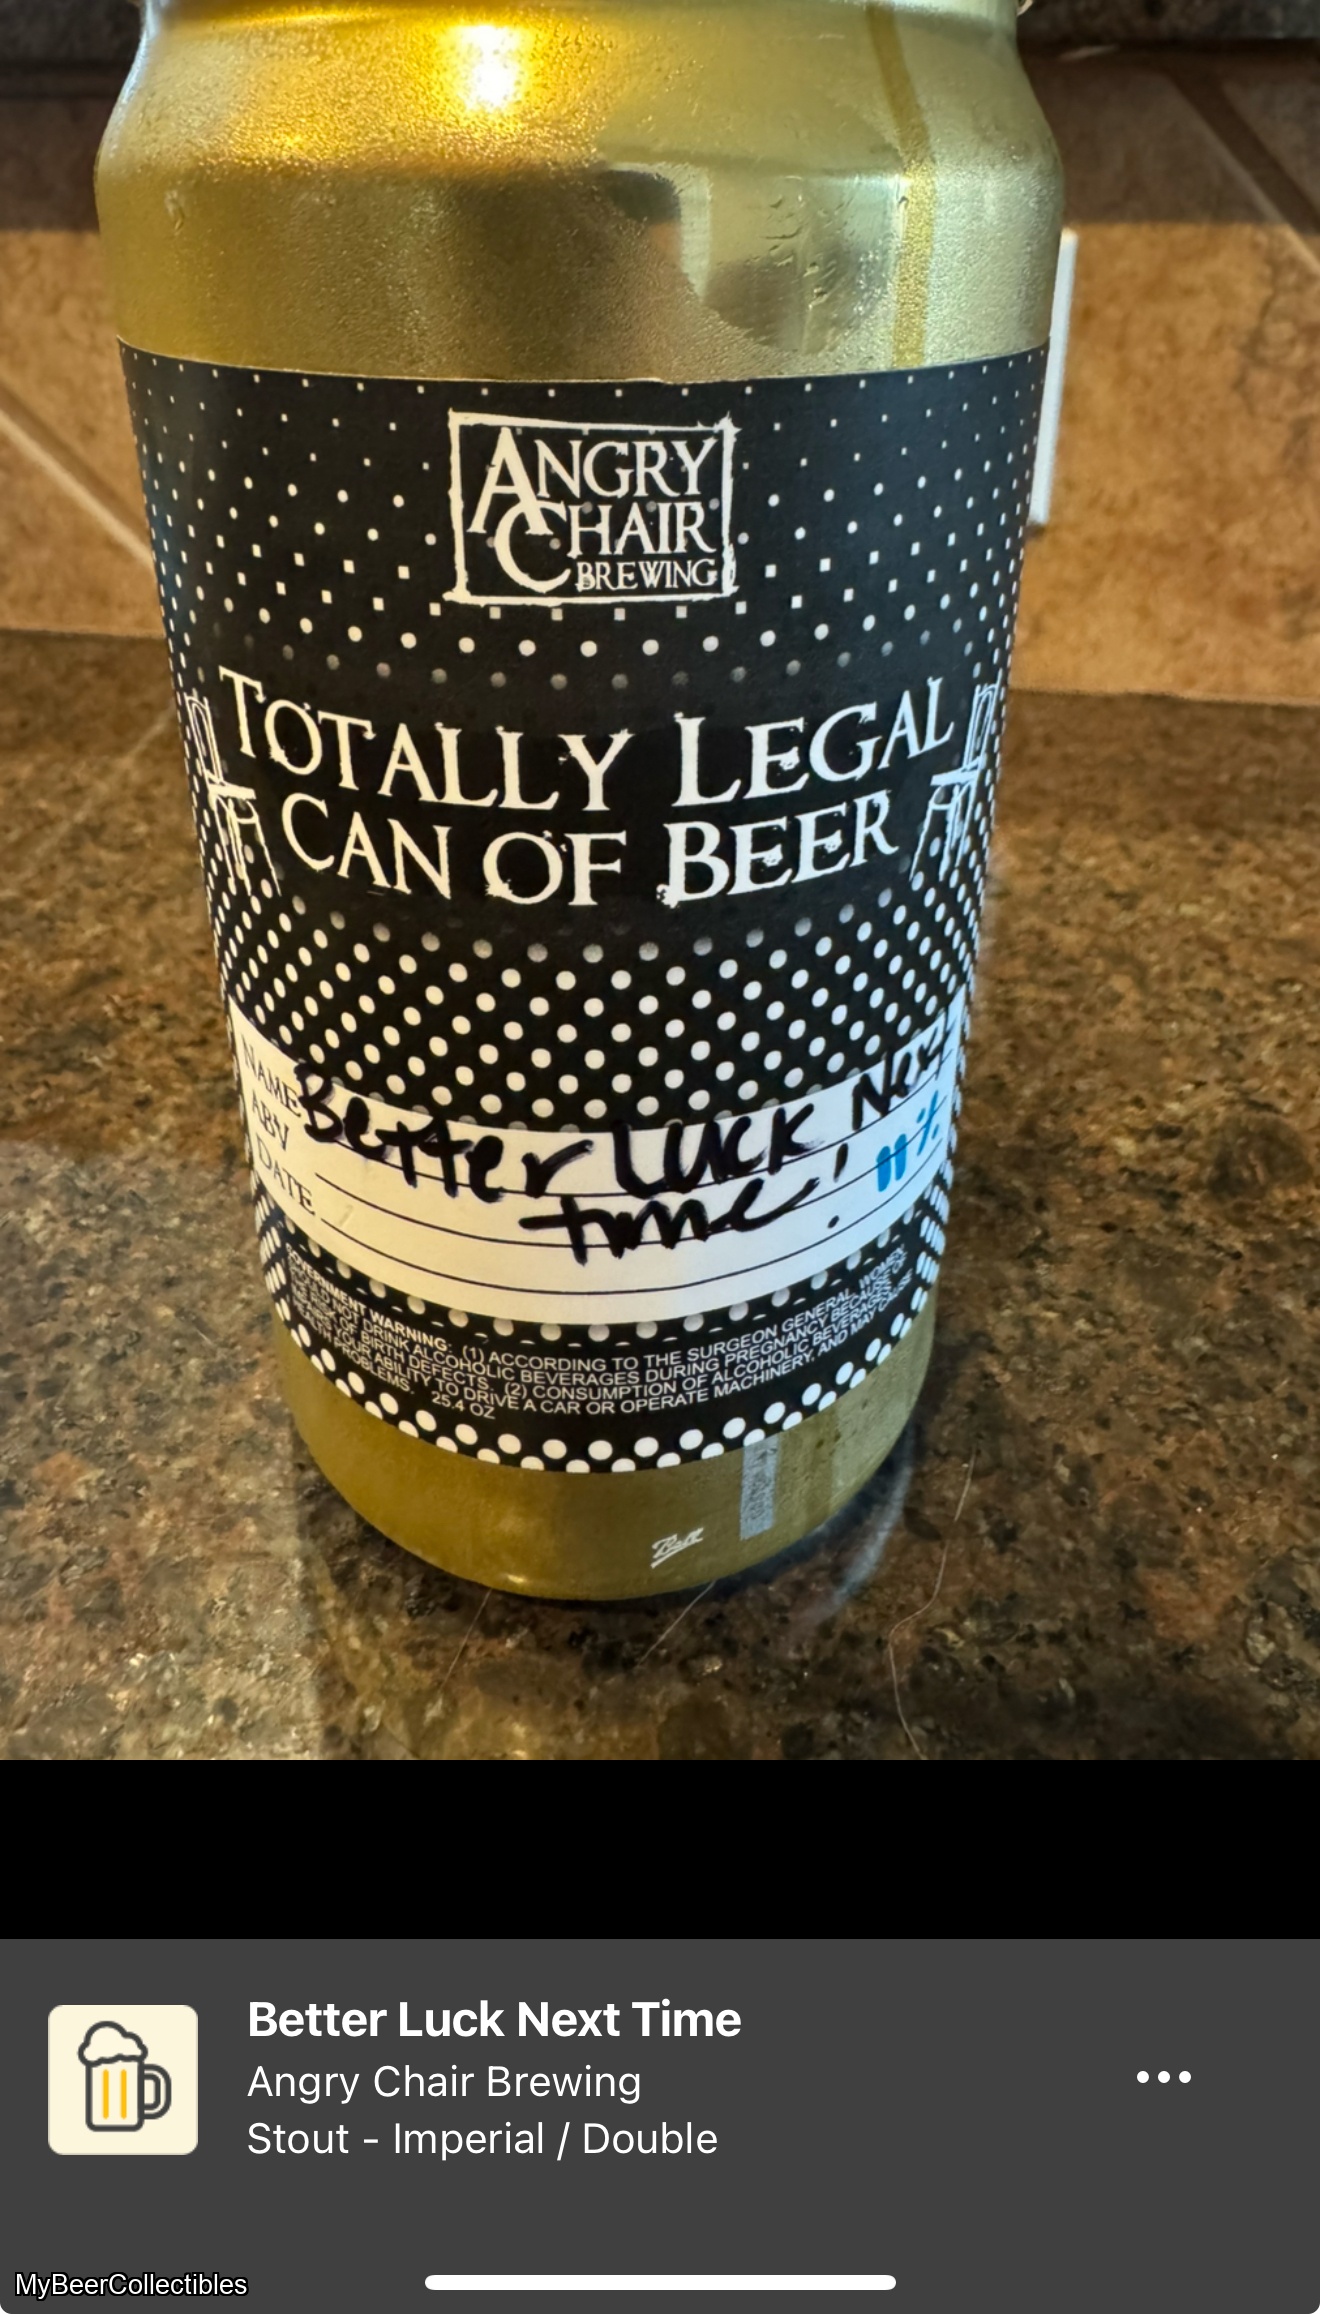 ANGRY
CHAIR
BREWING
TOTALLY LEGAL
CAN OF BEER
NAME Better Luck Next
ABV time! 11%
DATE
GOVERNMENT WARNING: (1) ACCORDING TO THE SURGEON GENERAL, WOMEN
SHOULD NOT DRINK ALCOHOLIC BEVERAGES DURING PREGNANCY BECAUSE OF
THE RISK OF BIRTH DEFECTS. (2) CONSUMPTION OF ALCOHOLIC BEVERAGES
YOUR ABILITY TO DRIVE A CAR OR OPERATE MACHINERY, AND MAY CAUSE
HEALTH PROBLEMS. 25.4 OZ
Ball
Better Luck Next Time
Angry Chair Brewing
Stout - Imperial / Double
MyBeerCollectibles